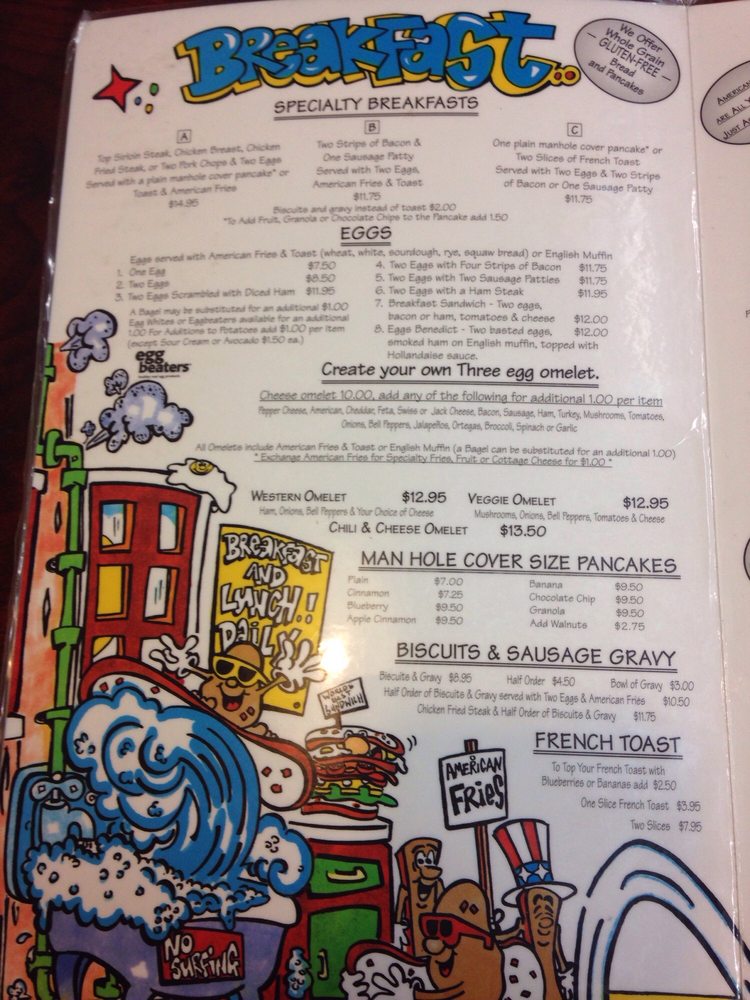 BREAKFAST...
We Offer
Whole Grain
— GLUTEN-FREE —
Bread
and Pancakes
SPECIALTY BREAKFASTS
A
Top Sirloin Steak, Chicken Breast, Chicken
Fried Steak, or Two Pork Chops & Two Eggs
Served with a plain manhole cover pancake* or
Toast & American Fries
$14.95
B
Two Strips of Bacon &
One Sausage Patty
Served with Two Eggs,
American Fries & Toast
$11.75
C
One plain manhole cover pancake* or
Two Slices of French Toast
Served with Two Eggs & Two Strips
of Bacon or One Sausage Patty
$11.75
Biscuits and gravy instead of toast $2.00
*To Add Fruit, Granola or Chocolate Chips to the Pancake add 1.50
EGGS
Eggs served with American Fries & Toast (wheat, white, sourdough, rye, squaw bread) or English Muffin
1. One Egg $7.50
2. Two Eggs $8.50
3. Two Eggs Scrambled with Diced Ham $11.95
A Bagel may be substituted for an additional $1.00
Egg Whites or Eggbeaters available for an additional
1.00 For Additions to Potatoes add $1.00 per item
(except Sour Cream or Avocado $1.50 ea.)
egg
beaters
4. Two Eggs with Four Strips of Bacon $11.75
5. Two Eggs with Two Sausage Patties $11.75
6. Two Eggs with a Ham Steak $11.95
7. Breakfast Sandwich - Two eggs,
bacon or ham, tomatoes & cheese $12.00
8. Eggs Benedict - Two basted eggs, $12.00
smoked ham on English muffin, topped with
Hollandaise sauce.
Create your own Three egg omelet.
Cheese omelet 10.00, add any of the following for additional 1.00 per item
Pepper Cheese, American, Cheddar, Feta, Swiss or Jack Cheese, Bacon, Sausage, Ham, Turkey, Mushrooms, Tomatoes,
Onions, Bell Peppers, Jalapeños, Ortegas, Broccoli, Spinach or Garlic
All Omelets Include American Fries & Toast or English Muffin (a Bagel can be substituted for an additional 1.00)
* Exchange American Fries for Specialty Fries, Fruit or Cottage Cheese for $1.00 *
WESTERN OMELET $12.95
Ham, Onions, Bell Peppers & Your Choice of Cheese
VEGGIE OMELET $12.95
Mushrooms, Onions, Bell Peppers, Tomatoes & Cheese
CHILI & CHEESE OMELET $13.50
MAN HOLE COVER SIZE PANCAKES
Plain $7.00
Cinnamon $7.25
Blueberry $9.50
Apple Cinnamon $9.50
Banana $9.50
Chocolate Chip $9.50
Granola $9.50
Add Walnuts $2.75
BISCUITS & SAUSAGE GRAVY
Biscuits & Gravy $8.95 Half Order $4.50 Bowl of Gravy $3.00
Half Order of Biscuits & Gravy served with Two Eggs & American Fries $10.50
Chicken Fried Steak & Half Order of Biscuits & Gravy $11.75
FRENCH TOAST
To Top Your French Toast with
Blueberries or Bananas add $2.50
One Slice French Toast $3.95
Two Slices $7.95
BREAKFAST
AND
LUNCH..!
DAILY
SANDWICH
AMERICAN
FRIES
NO
SURFING
AMERICAN
ARE ALL
JUST A